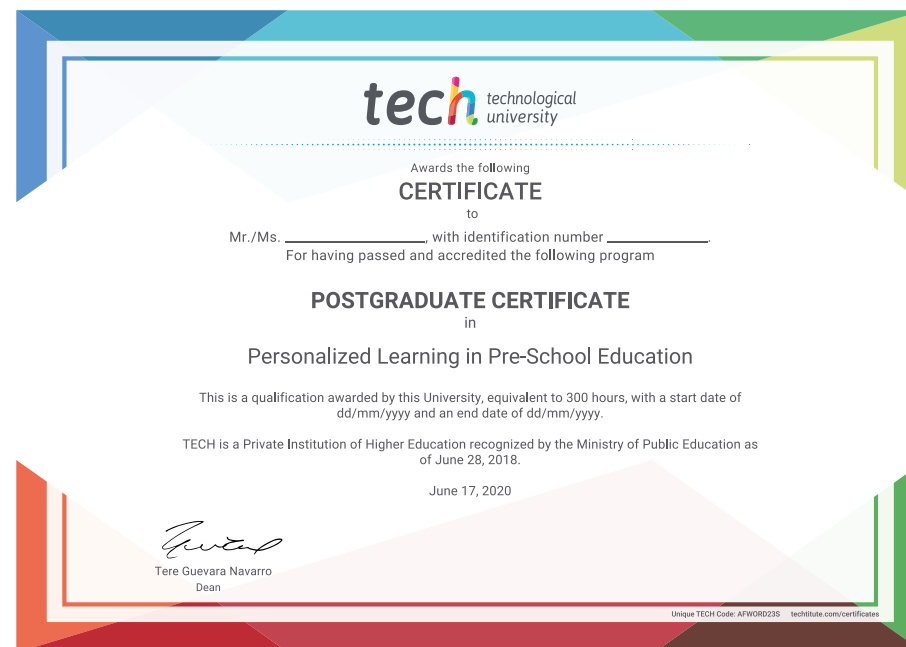 tech technological
university
Awards the following
CERTIFICATE
to
Mr./Ms. ____________________, with identification number ______________.
For having passed and accredited the following program
POSTGRADUATE CERTIFICATE
in
Personalized Learning in Pre-School Education
This is a qualification awarded by this University, equivalent to 300 hours, with a start date of
dd/mm/yyyy and an end date of dd/mm/yyyy.
TECH is a Private Institution of Higher Education recognized by the Ministry of Public Education as
of June 28, 2018.
June 17, 2020
Tere Guevara Navarro
Dean
Unique TECH Code: AFWORD23S techtitute.com/certificates